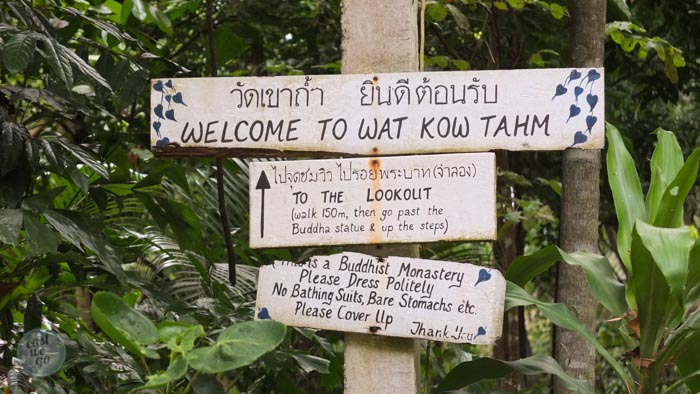 วัดเขาถ้ำ ยินดีต้อนรับ
WELCOME TO WAT KOW TAHM
ไปจุดชมวิว ไปรอยพระบาท (จำลอง)
TO THE LOOKOUT
(walk 150m, then go past the
Buddha statue & up the steps)
(This is a Buddhist Monastery
Please Dress Politely
No Bathing Suits, Bare Stomachs etc.
Please Cover Up Thank You
east we go